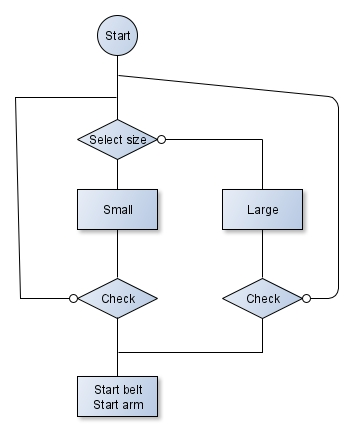 Start
Select size
Small
Large
Check
Check
Start belt
Start arm